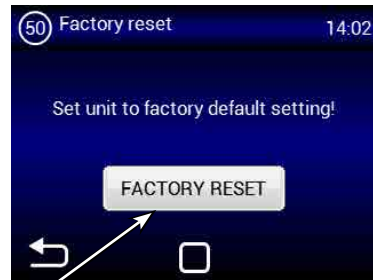 50 Factory reset 14:02
Set unit to factory default setting!
FACTORY RESET